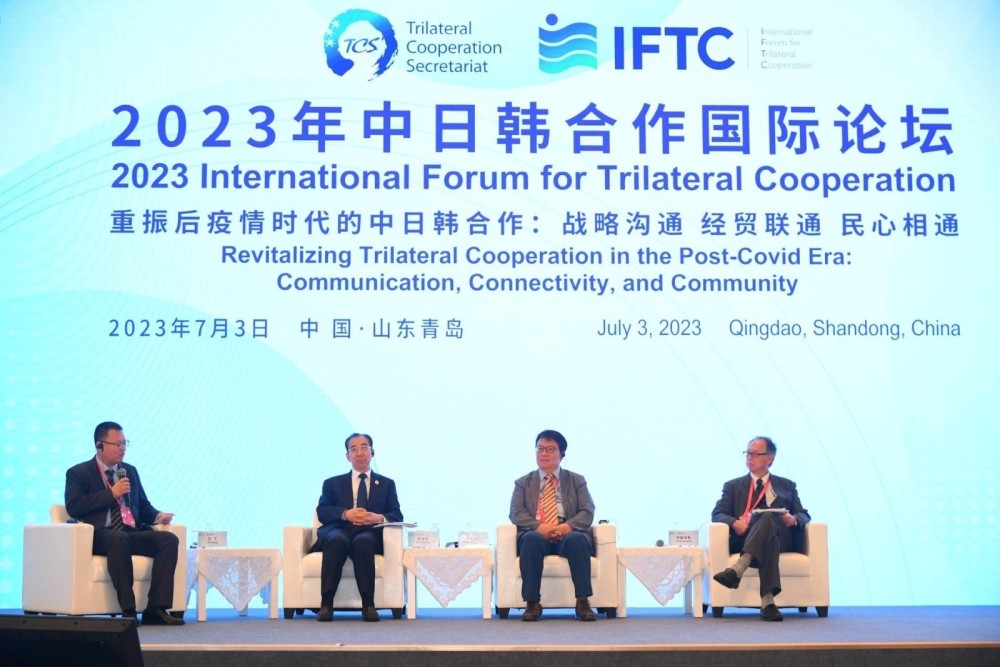 TCS
Trilateral
Cooperation
Secretariat
IFTC
International
Forum for
Trilateral
Cooperation
2023年中日韩合作国际论坛
2023 International Forum for Trilateral Cooperation
重振后疫情时代的中日韩合作：战略沟通 经贸联通 民心相通
Revitalizing Trilateral Cooperation in the Post-Covid Era:
Communication, Connectivity, and Community
2023年7月3日 中国·山东青岛
July 3, 2023 Qingdao, Shandong, China